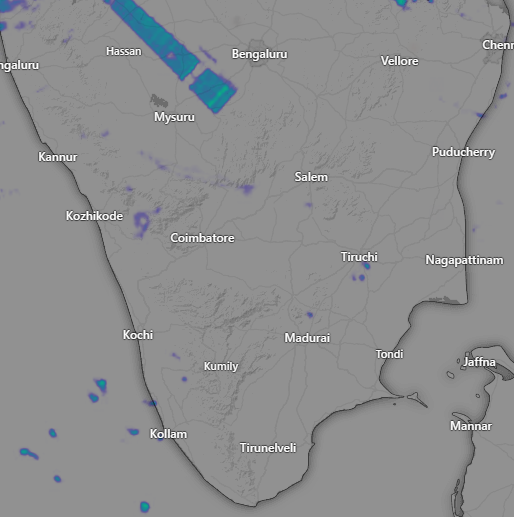 Hassan
Bengaluru
Vellore
Chenn
ngaluru
Mysuru
Kannur
Puducherry
Salem
Kozhikode
Coimbatore
Tiruchi
Nagapattinam
Kochi
Madurai
Tondi
Jaffna
Kumily
Mannar
Kollam
Tirunelveli